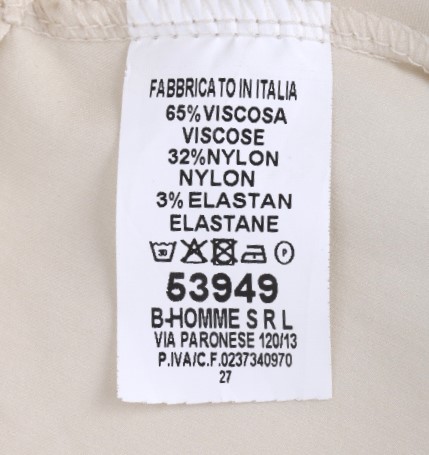 FABBRICATO IN ITALIA
65% VISCOSA
VISCOSE
32%NYLON
NYLON
3% ELASTAN
ELASTANE
30 P
53949
B-HOMME S R L
VIA PARONESE 120/13
P.IVA/C.F.0237340970
27